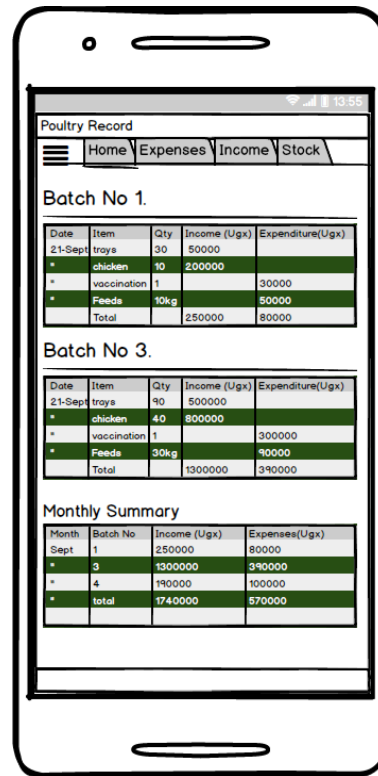 13:55
Poultry Record
Home Expenses Income Stock
Batch No 1.
Date Item Qty Income (Ugx) Expenditure(Ugx)
21-Sept trays 30 50000
" chicken 10 200000
" vaccination 1 30000
" Feeds 10kg 50000
Total 250000 80000
Batch No 3.
Date Item Qty Income (Ugx) Expenditure(Ugx)
21-Sept trays 90 500000
" chicken 40 800000
" vaccination 1 300000
" Feeds 30kg 90000
Total 1300000 390000
Monthly Summary
Month Batch No Income (Ugx) Expenses(Ugx)
Sept 1 250000 80000
" 3 1300000 390000
" 4 190000 100000
" total 1740000 570000